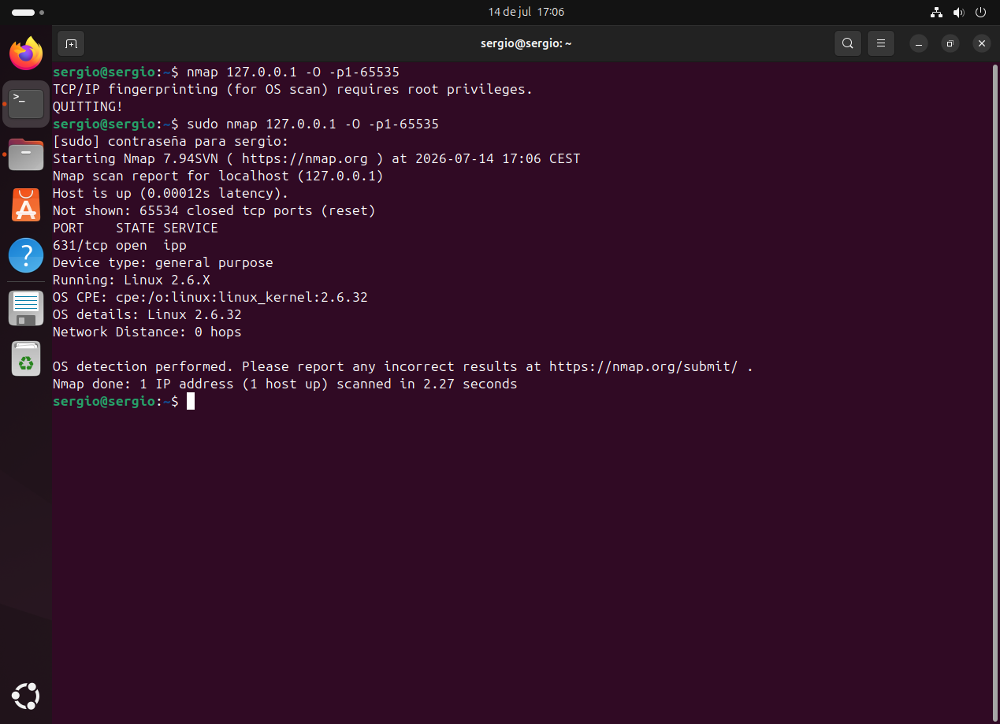 14 de jul 17:06
sergio@sergio: ~
sergio@sergio:~$ nmap 127.0.0.1 -O -p1-65535
TCP/IP fingerprinting (for OS scan) requires root privileges.
QUITTING!
sergio@sergio:~$ sudo nmap 127.0.0.1 -O -p1-65535
[sudo] contraseña para sergio:
Starting Nmap 7.94SVN ( https://nmap.org ) at 2026-07-14 17:06 CEST
Nmap scan report for localhost (127.0.0.1)
Host is up (0.00012s latency).
Not shown: 65534 closed tcp ports (reset)
PORT    STATE SERVICE
631/tcp open  ipp
Device type: general purpose
Running: Linux 2.6.X
OS CPE: cpe:/o:linux:linux_kernel:2.6.32
OS details: Linux 2.6.32
Network Distance: 0 hops
OS detection performed. Please report any incorrect results at https://nmap.org/submit/ .
Nmap done: 1 IP address (1 host up) scanned in 2.27 seconds
sergio@sergio:~$